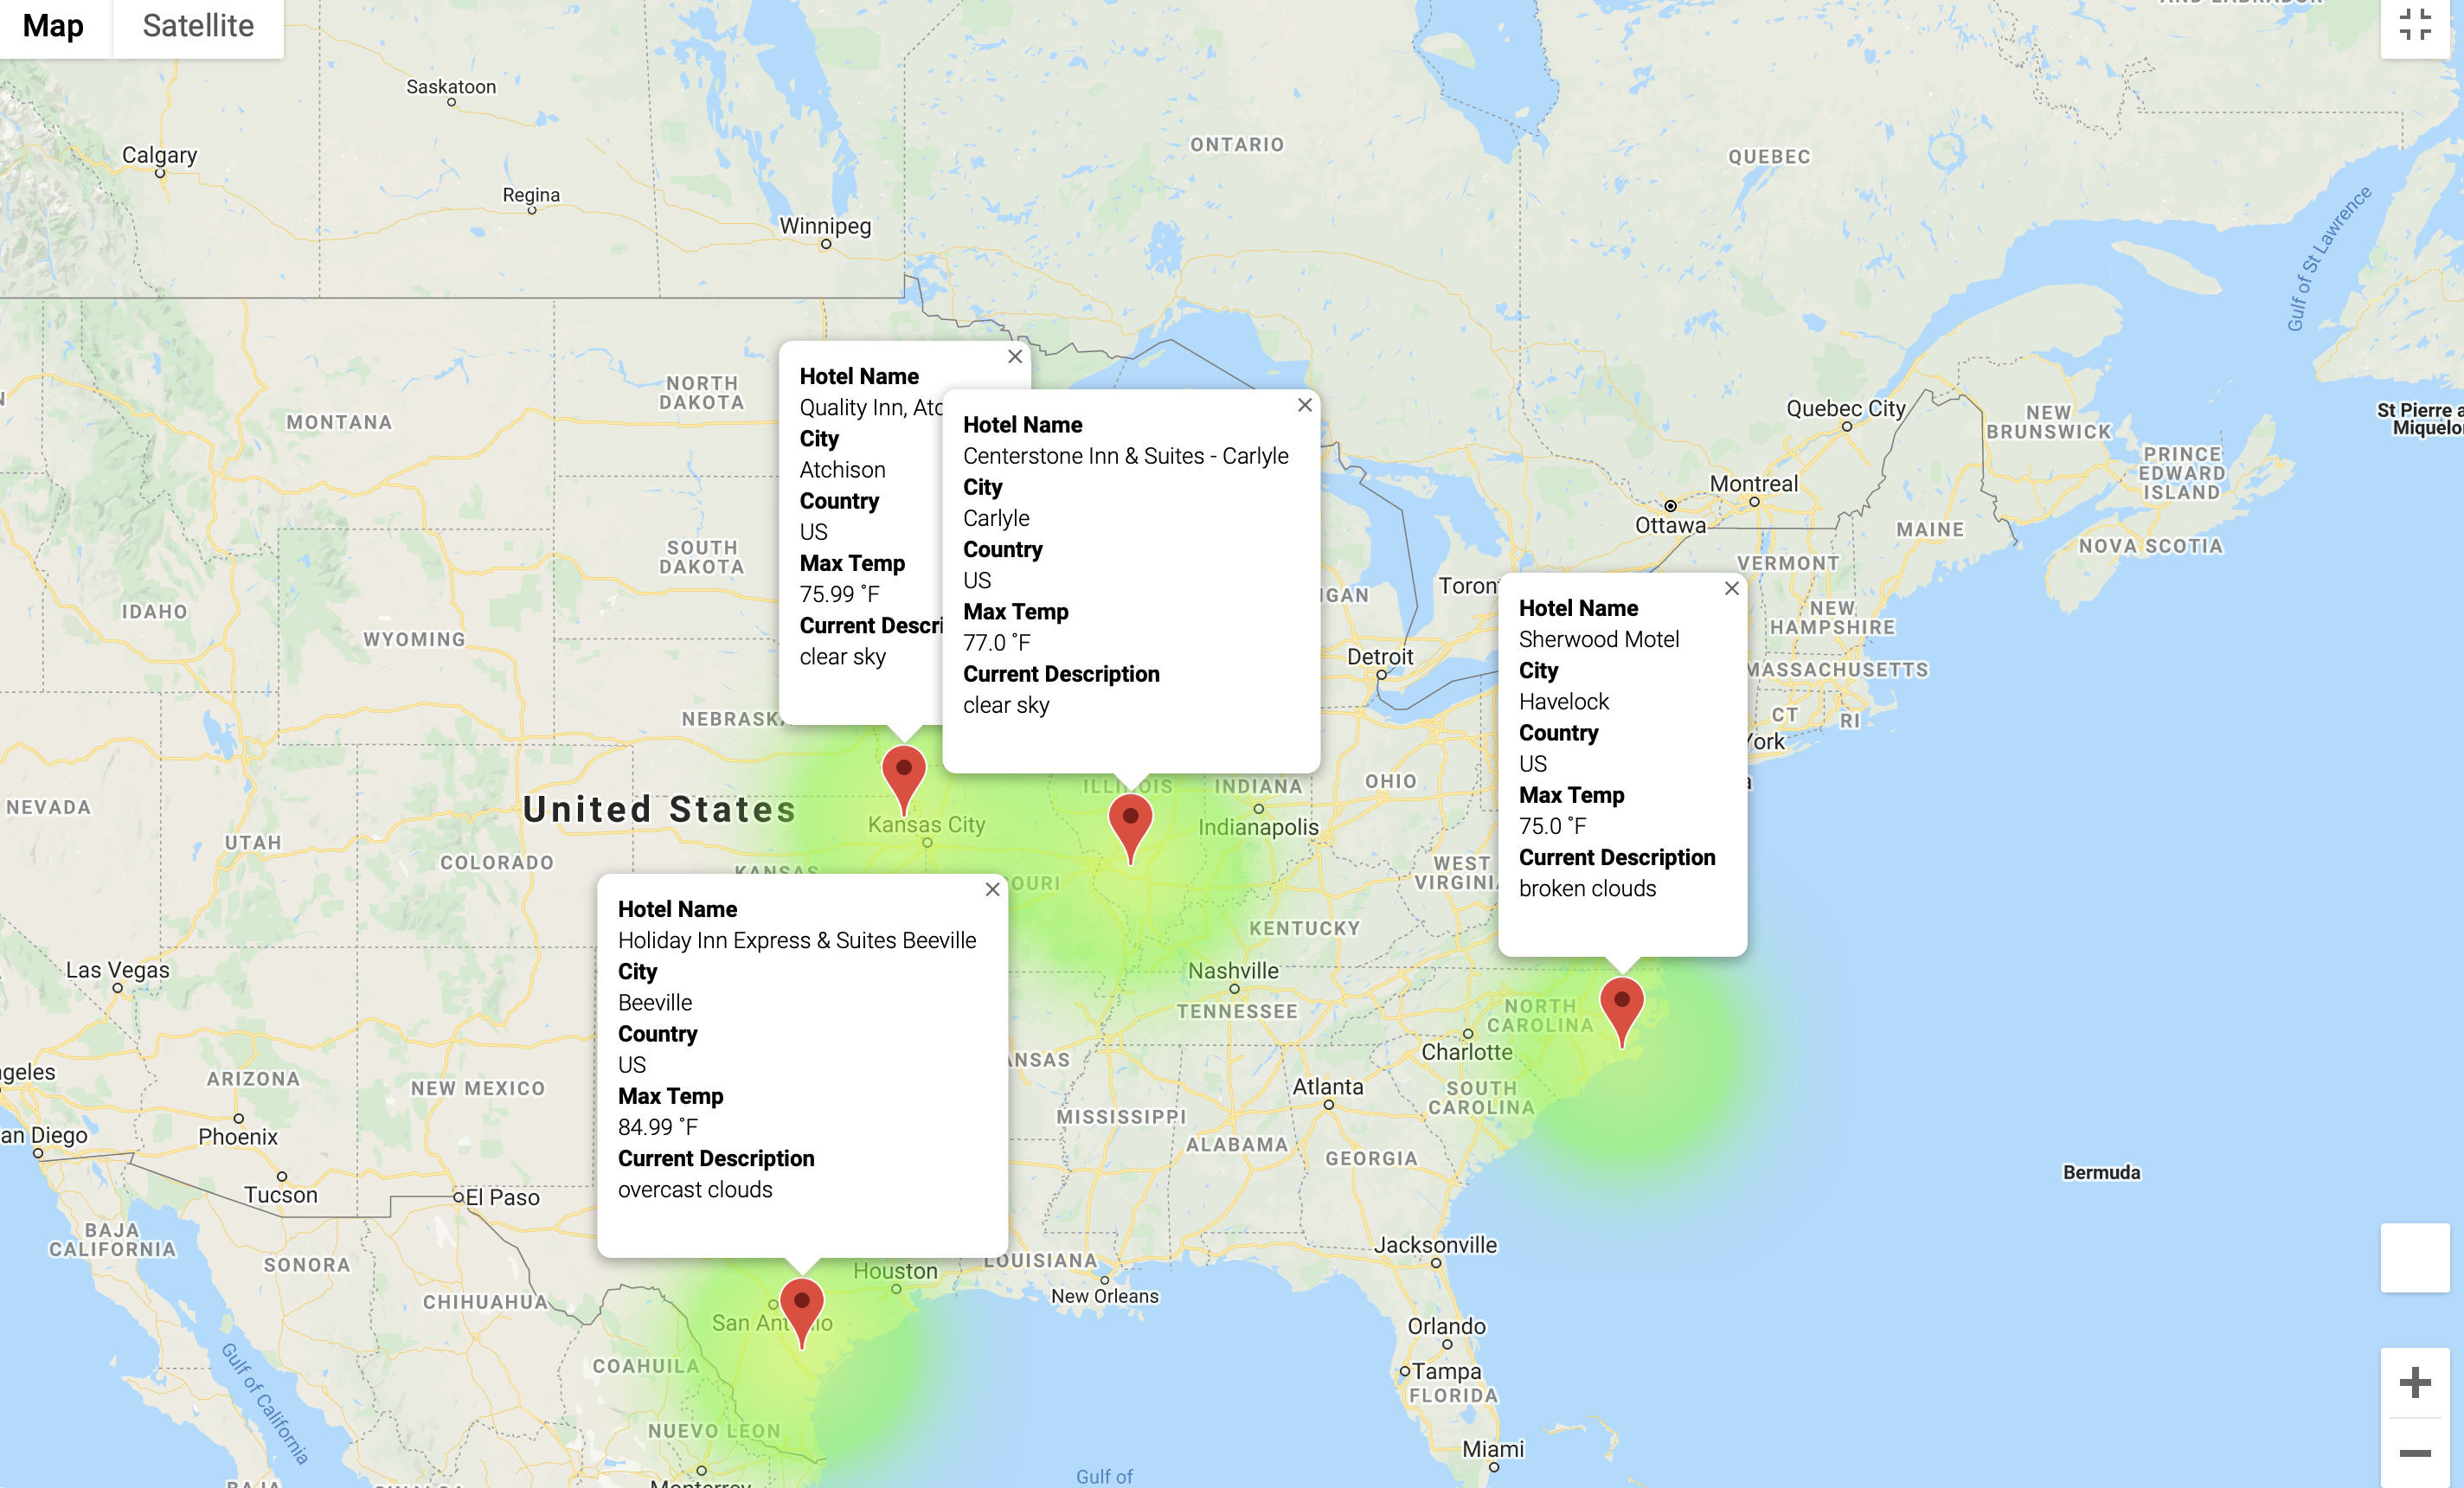 Map
Satellite
Saskatoon
Calgary
Regina
Winnipeg
ONTARIO
QUEBEC
Gulf of St Lawrence
NORTH
DAKOTA
MONTANA
Quebec City
NEW
BRUNSWICK
St Pierre a
Miquelo
PRINCE
EDWARD
ISLAND
Montreal
Ottawa
MAINE
NOVA SCOTIA
VERMONT
SOUTH
DAKOTA
IDAHO
WYOMING
Toron
NEW
HAMPSHIRE
MASSACHUSETTS
Detroit
CT
RI
York
Hotel Name
Quality Inn, Atc
City
Atchison
Country
US
Max Temp
75.99 °F
Current Descri
clear sky
Hotel Name
Centerstone Inn & Suites - Carlyle
City
Carlyle
Country
US
Max Temp
77.0 °F
Current Description
clear sky
Hotel Name
Sherwood Motel
City
Havelock
Country
US
Max Temp
75.0 °F
Current Description
broken clouds
NEBRASKA
ILLINOIS
INDIANA
OHIO
NEVADA
United States
Kansas City
Indianapolis
UTAH
COLORADO
KANSAS
OURI
WEST
VIRGINIA
KENTUCKY
Hotel Name
Holiday Inn Express & Suites Beeville
City
Beeville
Country
US
Max Temp
84.99 °F
Current Description
overcast clouds
Las Vegas
Nashville
TENNESSEE
NORTH
CAROLINA
Charlotte
ngeles
ARIZONA
NEW MEXICO
ANSAS
Atlanta
SOUTH
CAROLINA
MISSISSIPPI
ALABAMA
GEORGIA
an Diego
Phoenix
Tucson
El Paso
Bermuda
BAJA
CALIFORNIA
SONORA
CHIHUAHUA
Houston
LOUISIANA
New Orleans
Jacksonville
San Antonio
Orlando
Tampa
FLORIDA
COAHUILA
Gulf of California
NUEVO LEON
Miami
Monterrey
Gulf of